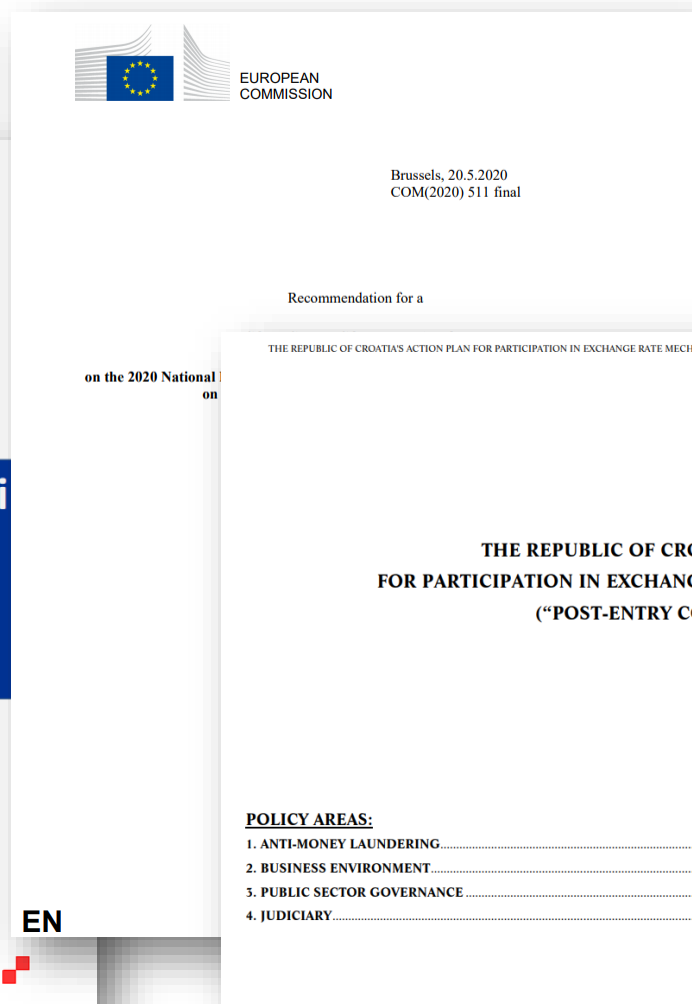 EUROPEAN
COMMISSION
Brussels, 20.5.2020
COM(2020) 511 final
Recommendation for a
THE REPUBLIC OF CROATIA'S ACTION PLAN FOR PARTICIPATION IN EXCHANGE RATE MECH
on the 2020 National
on
i
THE REPUBLIC OF CRO
FOR PARTICIPATION IN EXCHANG
(“POST-ENTRY CO
POLICY AREAS:
1. ANTI-MONEY LAUNDERING
2. BUSINESS ENVIRONMENT
3. PUBLIC SECTOR GOVERNANCE
4. JUDICIARY
EN